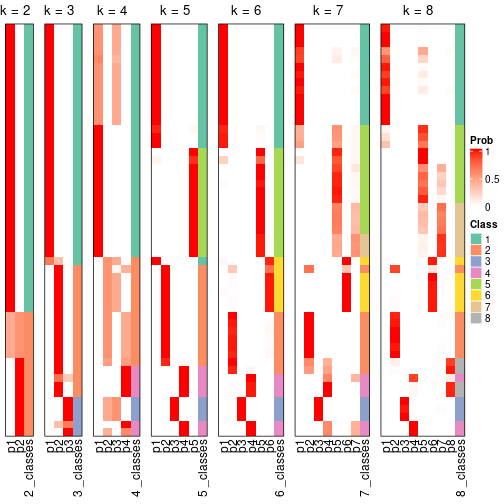 k = 2 k = 3 k = 4 k = 5 k = 6 k = 7 k = 8
Prob
1
0.5
0
Class
1
2
3
4
5
6
7
8
p1 p2 2_classes p1 p2 p3 3_classes p1 p2 p3 p4 4_classes p1 p2 p3 p4 p5 5_classes p1 p2 p3 p4 p5 p6 6_classes p1 p2 p3 p4 p5 p6 p7 7_classes p1 p2 p3 p4 p5 p6 p7 p8 8_classes